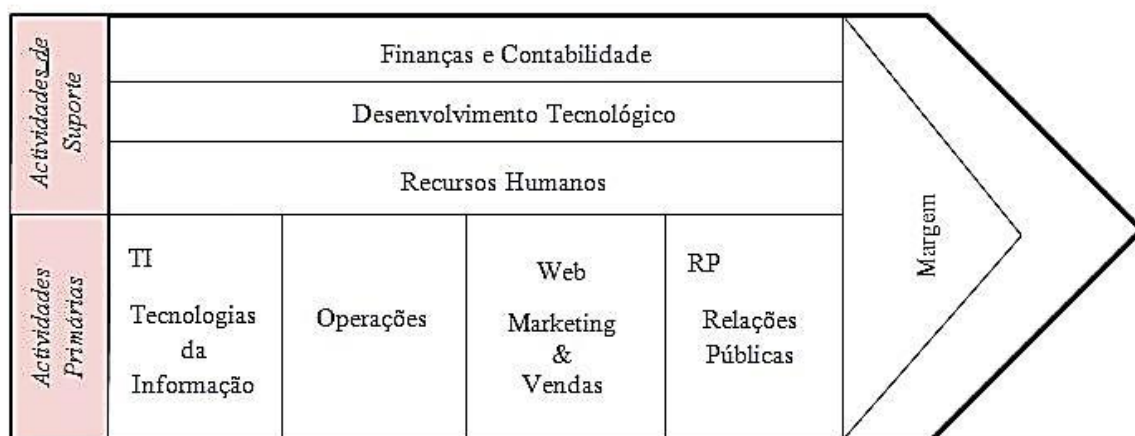 Actividades de
Suporte
Finanças e Contabilidade
Desenvolvimento Tecnológico
Recursos Humanos
Actividades
Primárias
TI
Tecnologias
da
Informação
Operações
Web
Marketing
&
Vendas
RP
Relações
Públicas
Margem